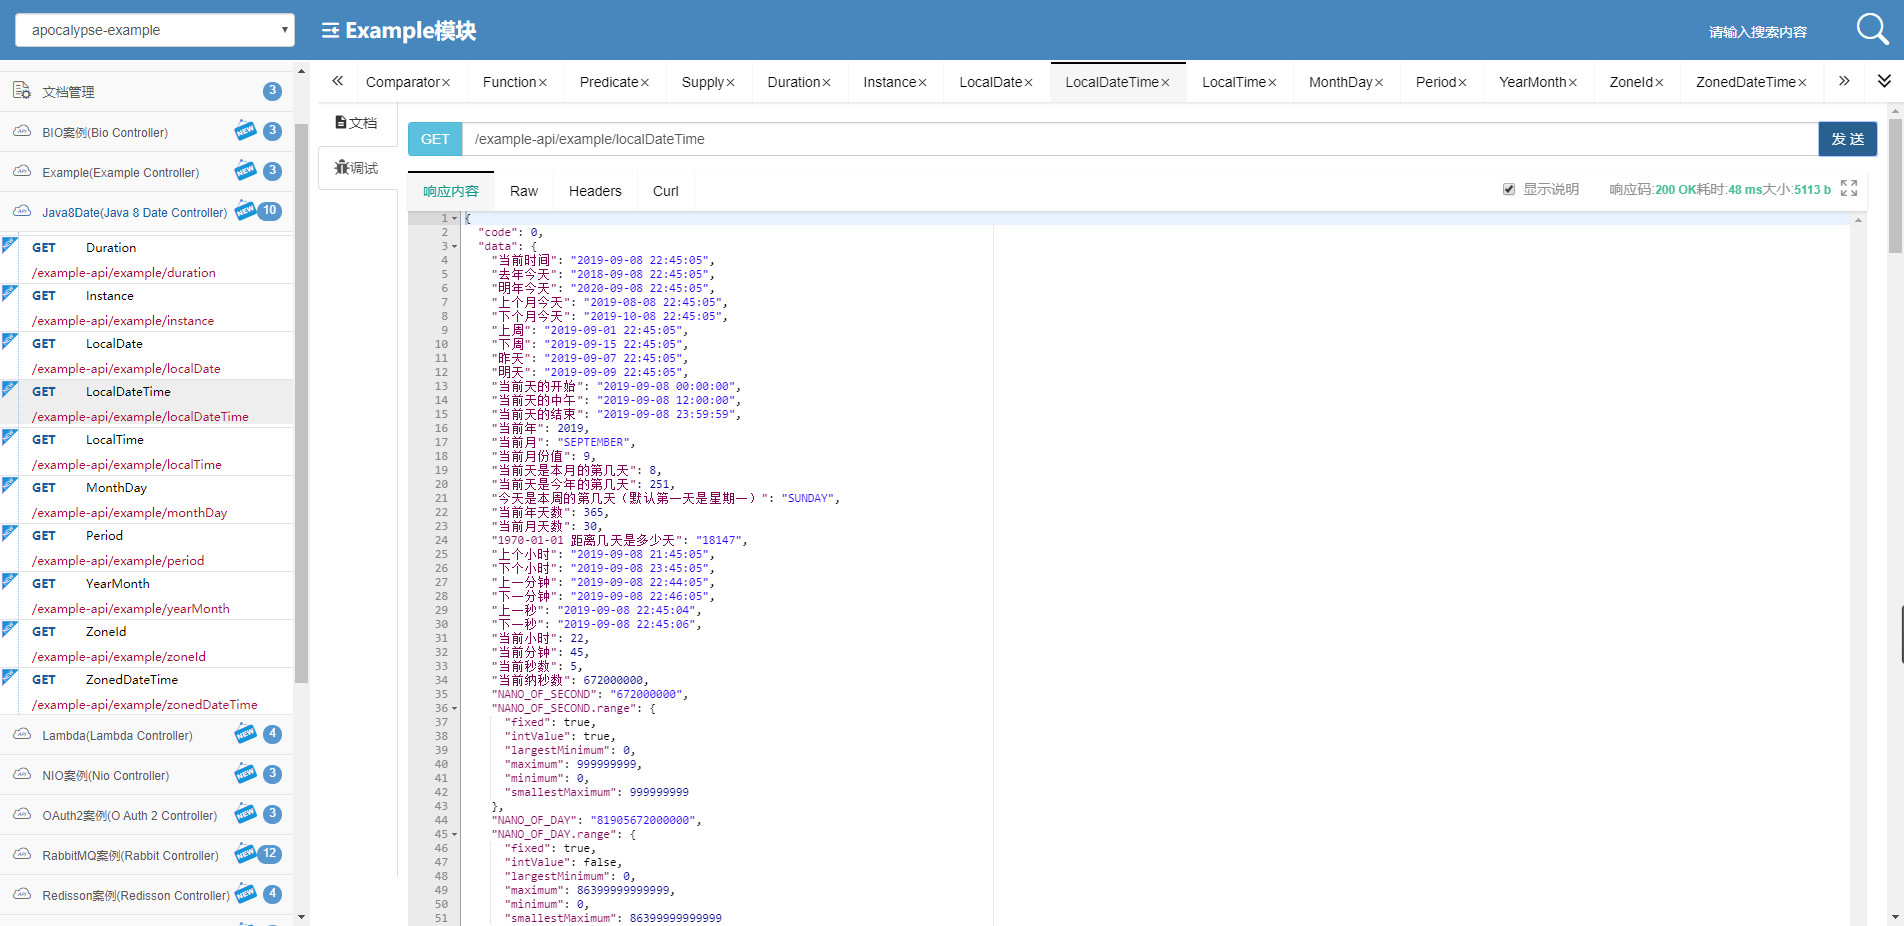 apocalypse-example
Example模块
请输入搜索内容
文档管理 3
BIO案例(Bio Controller) NEW 3
Example(Example Controller) NEW 3
Java8Date(Java 8 Date Controller) NEW 10
GET Duration
/example-api/example/duration
GET Instance
/example-api/example/instance
GET LocalDate
/example-api/example/localDate
GET LocalDateTime
/example-api/example/localDateTime
GET LocalTime
/example-api/example/localTime
GET MonthDay
/example-api/example/monthDay
GET Period
/example-api/example/period
GET YearMonth
/example-api/example/yearMonth
GET ZoneId
/example-api/example/zoneId
GET ZonedDateTime
/example-api/example/zonedDateTime
Lambda(Lambda Controller) NEW 4
NIO案例(Nio Controller) NEW 3
OAuth2案例(O Auth 2 Controller) NEW 3
RabbitMQ案例(Rabbit Controller) NEW 12
Redisson案例(Redisson Controller) NEW 4
Comparator× Function× Predicate× Supply× Duration× Instance× LocalDate× LocalDateTime× LocalTime× MonthDay× Period× YearMonth× ZoneId× ZonedDateTime×
文档
调试
GET /example-api/example/localDateTime 发 送
响应内容 Raw Headers Curl 显示说明 响应码:200 OK耗时:48 ms大小:5113 b
1 {
2 "code": 0,
3 "data": {
4 "当前时间": "2019-09-08 22:45:05",
5 "去年今天": "2018-09-08 22:45:05",
6 "明年今天": "2020-09-08 22:45:05",
7 "上个月今天": "2019-08-08 22:45:05",
8 "下个月今天": "2019-10-08 22:45:05",
9 "上周": "2019-09-01 22:45:05",
10 "下周": "2019-09-15 22:45:05",
11 "昨天": "2019-09-07 22:45:05",
12 "明天": "2019-09-09 22:45:05",
13 "当前天的开始": "2019-09-08 00:00:00",
14 "当前天的中午": "2019-09-08 12:00:00",
15 "当前天的结束": "2019-09-08 23:59:59",
16 "当前年": 2019,
17 "当前月": "SEPTEMBER",
18 "当前月份值": 9,
19 "当前天是本月的第几天": 8,
20 "当前天是今年的第几天": 251,
21 "今天是本周的第几天（默认第一天是星期一）": "SUNDAY",
22 "当前年天数": 365,
23 "当前月天数": 30,
24 "1970-01-01 距离几天是多少天": "18147",
25 "上个小时": "2019-09-08 21:45:05",
26 "下个小时": "2019-09-08 23:45:05",
27 "上一分钟": "2019-09-08 22:44:05",
28 "下一分钟": "2019-09-08 22:46:05",
29 "上一秒": "2019-09-08 22:45:04",
30 "下一秒": "2019-09-08 22:45:06",
31 "当前小时": 22,
32 "当前分钟": 45,
33 "当前秒数": 5,
34 "当前纳秒数": 672000000,
35 "NANO_OF_SECOND": "672000000",
36 "NANO_OF_SECOND.range": {
37 "fixed": true,
38 "intValue": true,
39 "largestMinimum": 0,
40 "maximum": 999999999,
41 "minimum": 0,
42 "smallestMaximum": 999999999
43 },
44 "NANO_OF_DAY": "81905672000000",
45 "NANO_OF_DAY.range": {
46 "fixed": true,
47 "intValue": false,
48 "largestMinimum": 0,
49 "maximum": 86399999999999,
50 "minimum": 0,
51 "smallestMaximum": 86399999999999